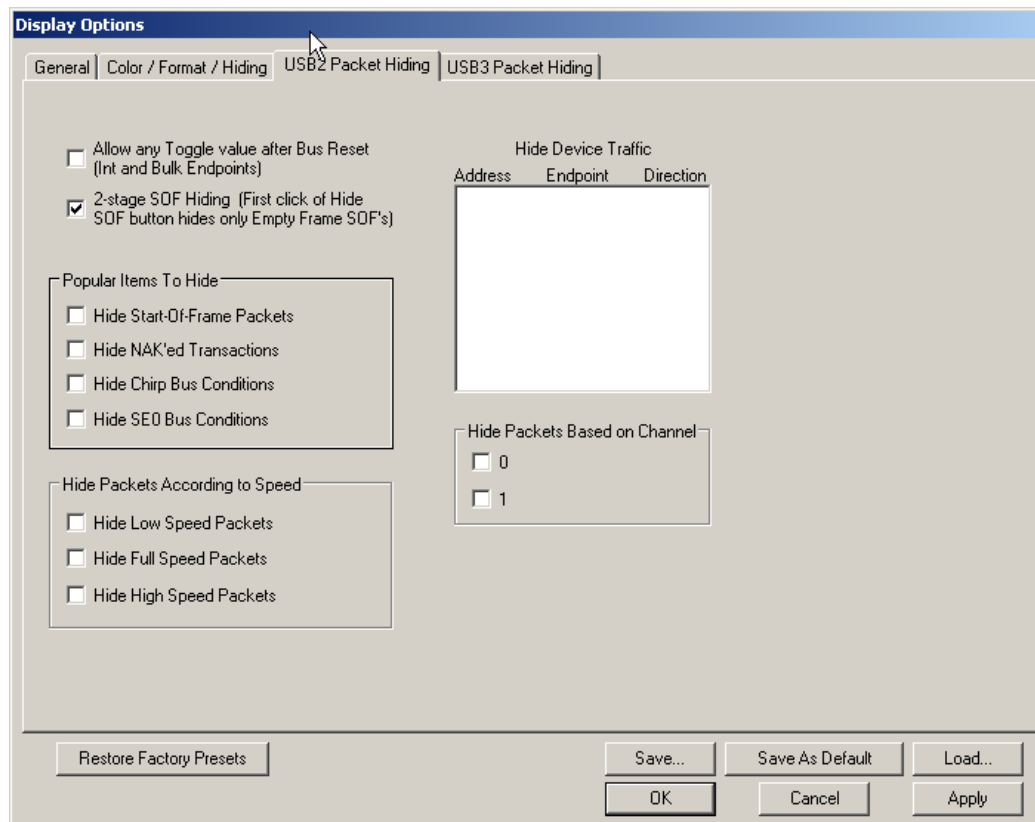 Display Options
General
Color / Format / Hiding
USB2 Packet Hiding
USB3 Packet Hiding
Allow any Toggle value after Bus Reset
(Int and Bulk Endpoints)
2-stage SOF Hiding (First click of Hide
SOF button hides only Empty Frame SOF's)
Popular Items To Hide
Hide Start-Of-Frame Packets
Hide NAK'ed Transactions
Hide Chirp Bus Conditions
Hide SE0 Bus Conditions
Hide Packets According to Speed
Hide Low Speed Packets
Hide Full Speed Packets
Hide High Speed Packets
Hide Device Traffic
Address Endpoint Direction
Hide Packets Based on Channel
0
1
Restore Factory Presets
Save...
Save As Default
Load...
OK
Cancel
Apply